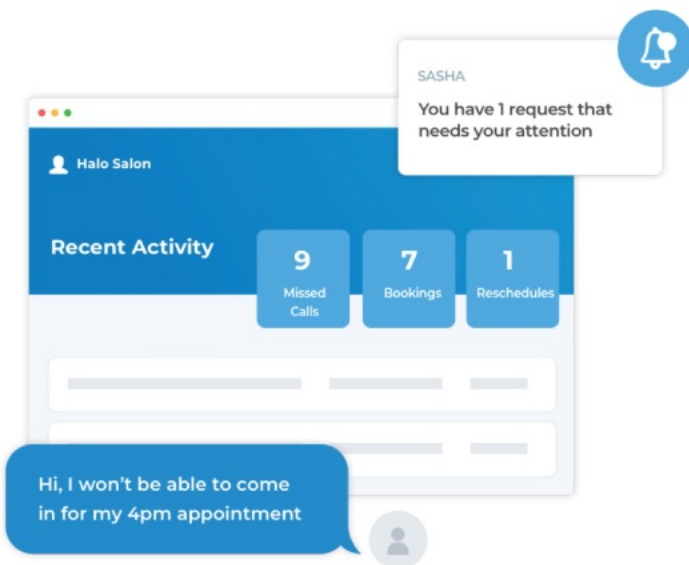 SASHA
You have 1 request that
needs your attention
Halo Salon
Recent Activity
9
Missed
Calls
7
Bookings
1
Reschedules
Hi, I won't be able to come
in for my 4pm appointment